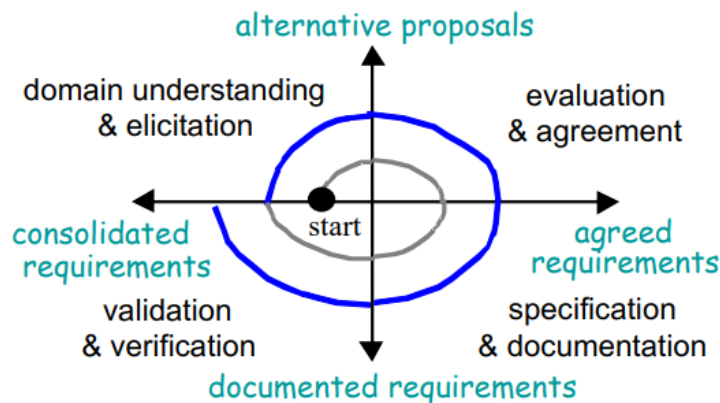 alternative proposals
domain understanding
& elicitation
evaluation
& agreement
start
consolidated
requirements
agreed
requirements
validation
& verification
specification
& documentation
documented requirements